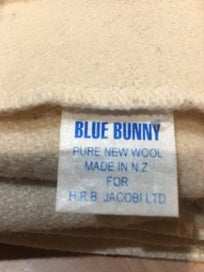 BLUE BUNNY
PURE NEW WOOL
MADE IN N.Z
FOR
H.R.B. JACOBI LTD